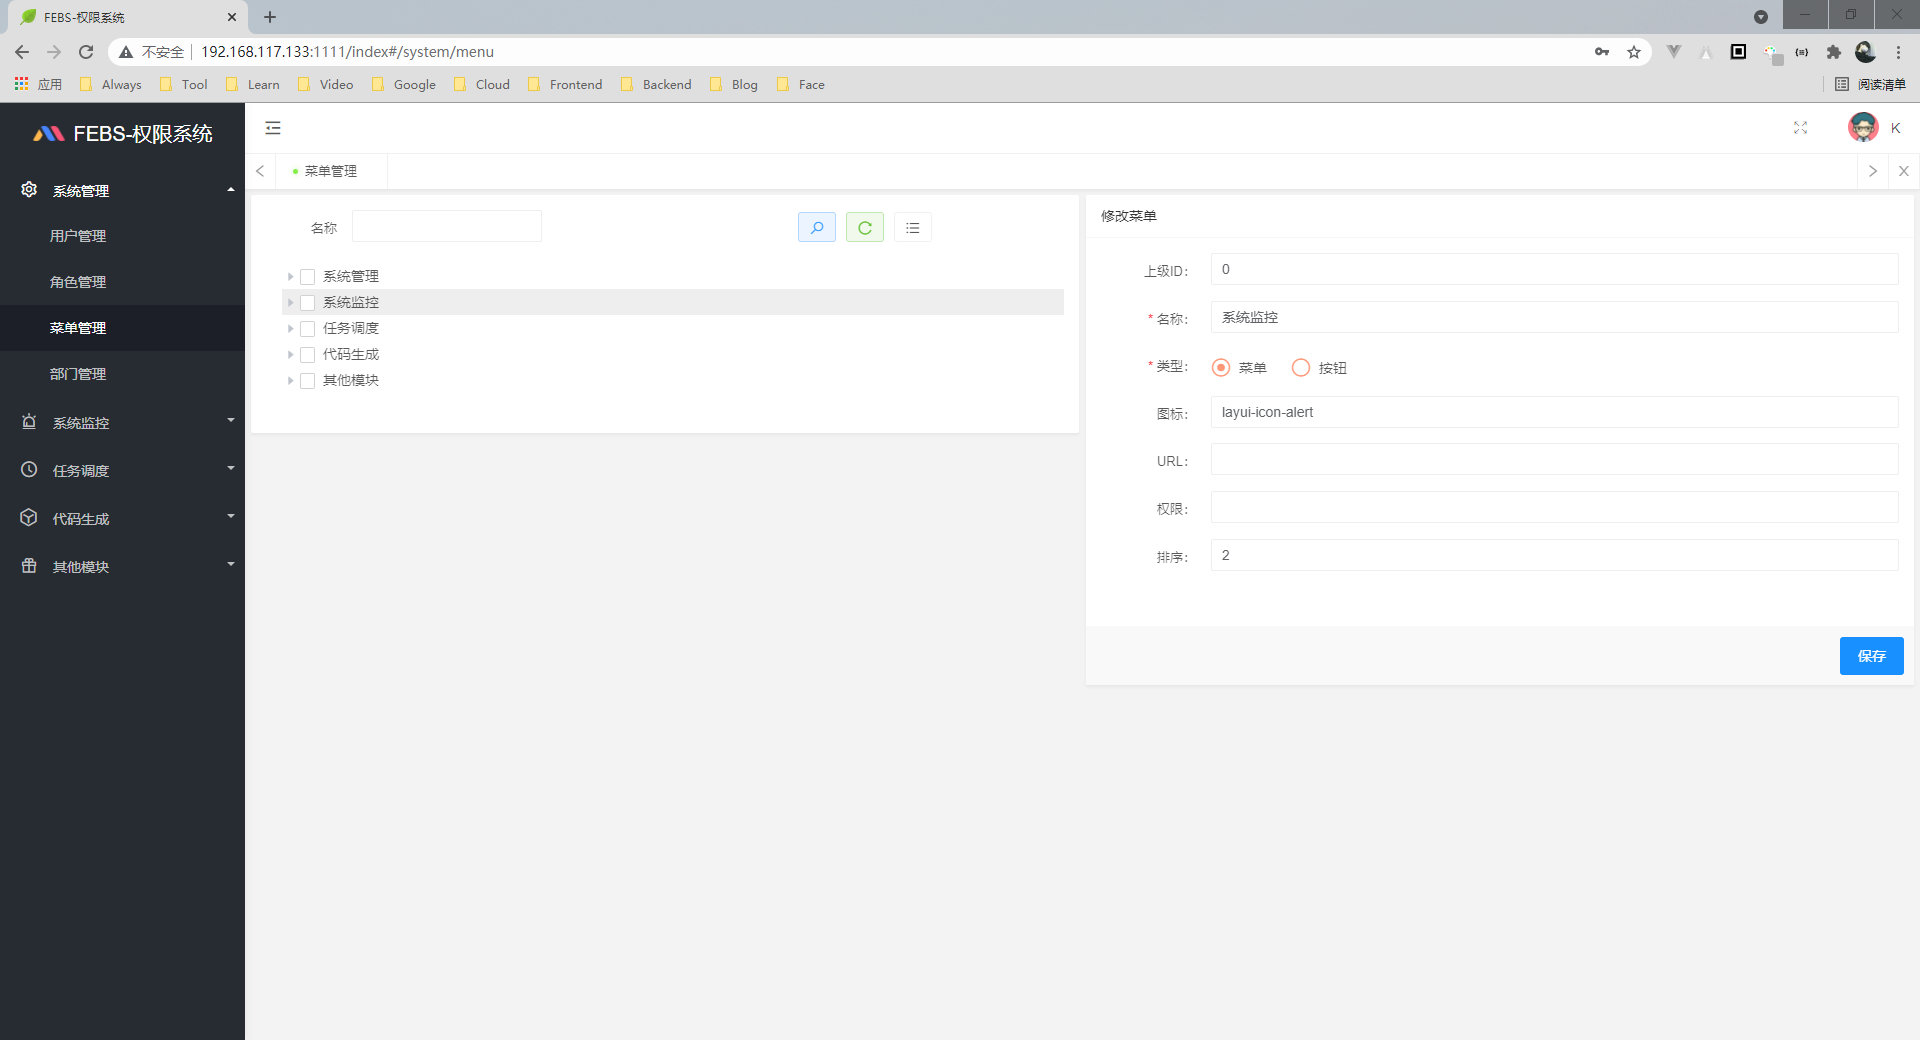 FEBS-权限系统
不安全 192.168.117.133:1111/index#/system/menu
应用 Always Tool Learn Video Google Cloud Frontend Backend Blog Face 阅读清单
FEBS-权限系统
K
系统管理
用户管理
角色管理
菜单管理
部门管理
系统监控
任务调度
代码生成
其他模块
菜单管理
名称
系统管理
系统监控
任务调度
代码生成
其他模块
修改菜单
上级ID: 0
* 名称: 系统监控
* 类型: 菜单 按钮
图标: layui-icon-alert
URL:
权限:
排序: 2
保存